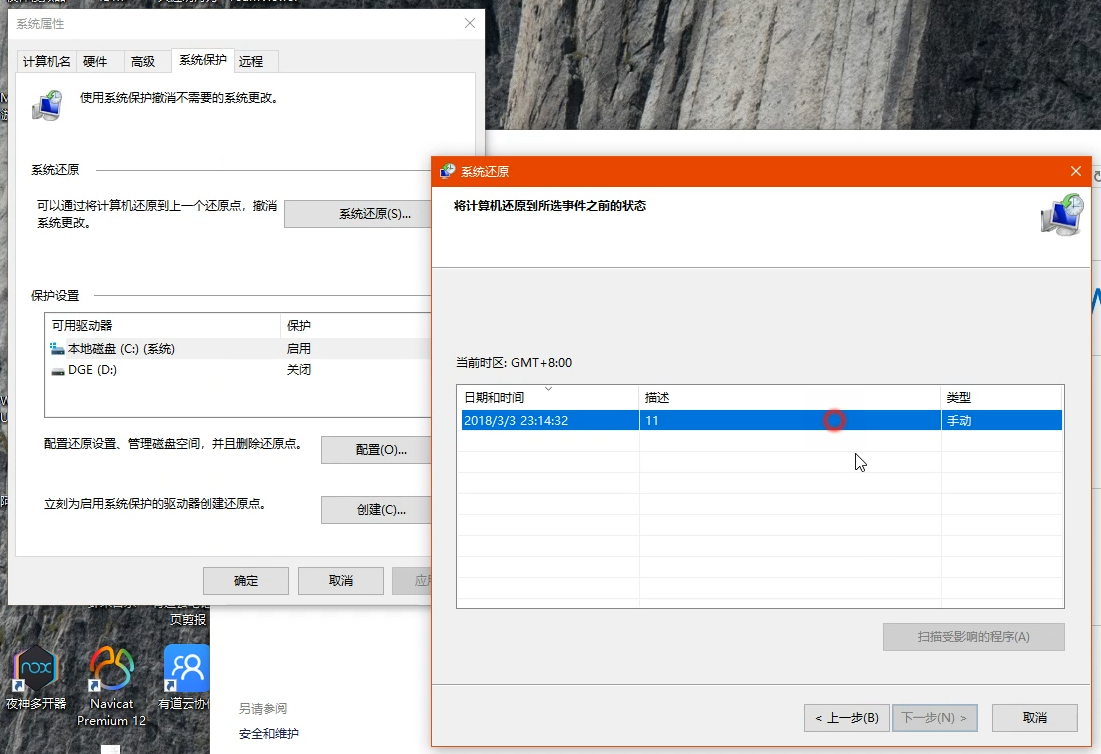 系统属性
计算机名
硬件
高级
系统保护
远程
使用系统保护撤消不需要的系统更改。
系统还原
可以通过将计算机还原到上一个还原点，撤消
系统更改。
系统还原(S)...
保护设置
可用驱动器
保护
本地磁盘 (C:) (系统)
启用
DGE (D:)
关闭
配置还原设置、管理磁盘空间，并且删除还原点。
配置(O)...
立刻为启用系统保护的驱动器创建还原点。
创建(C)...
确定
取消
系统还原
将计算机还原到所选事件之前的状态
当前时区: GMT+8:00
日期和时间
描述
类型
2018/3/3 23:14:32
11
手动
扫描受影响的程序(A)
< 上一步(B)
下一步(N) >
取消
页剪报
nox
夜神多开器
Navicat
Premium 12
有道云协
另请参阅
安全和维护